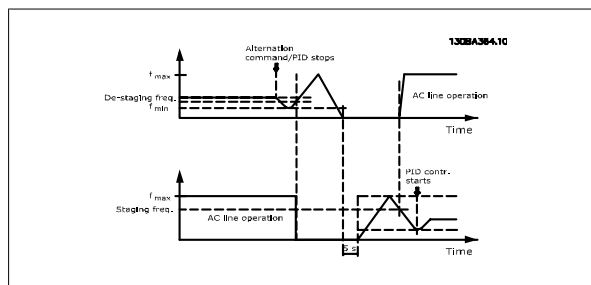 130BA364.10
Alternation
command/PID stops
f max
De-staging freq.
f min
AC line operation
Time
PID contr.
starts
f max
Staging freq.
AC line operation
5 s
Time